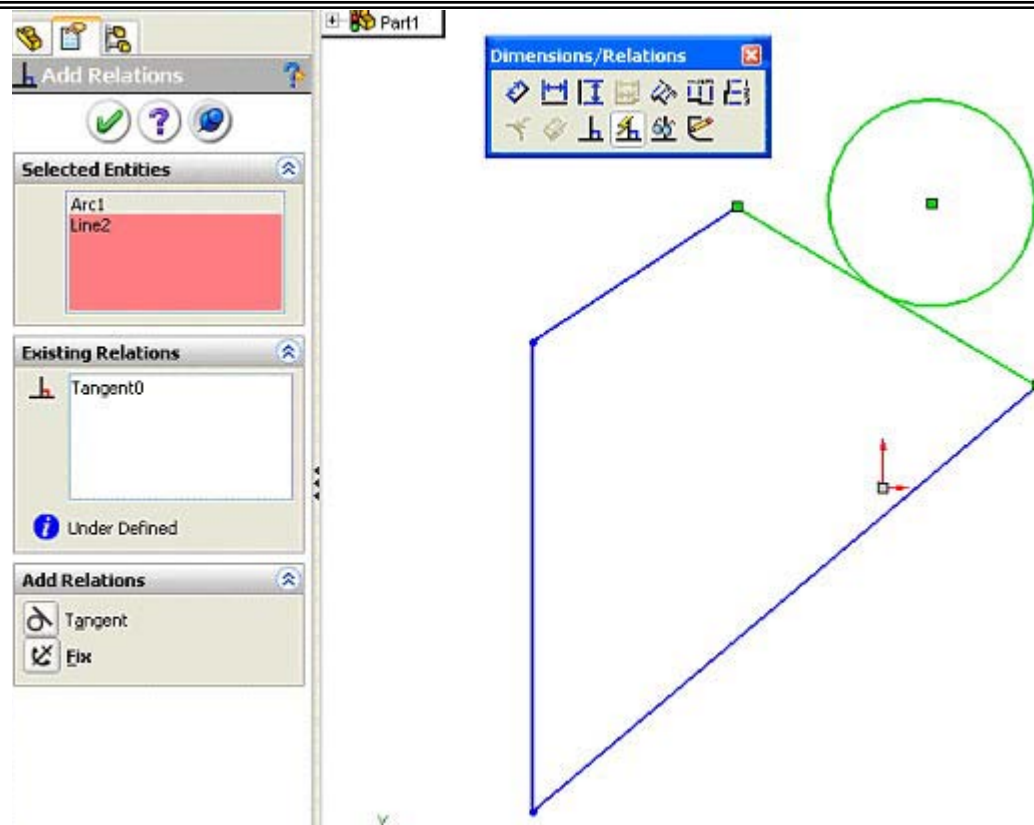 Part1
Add Relations
Dimensions/Relations
Selected Entities
Arc1
Line2
Existing Relations
Tangent0
Under Defined
Add Relations
Tangent
Fix
Y